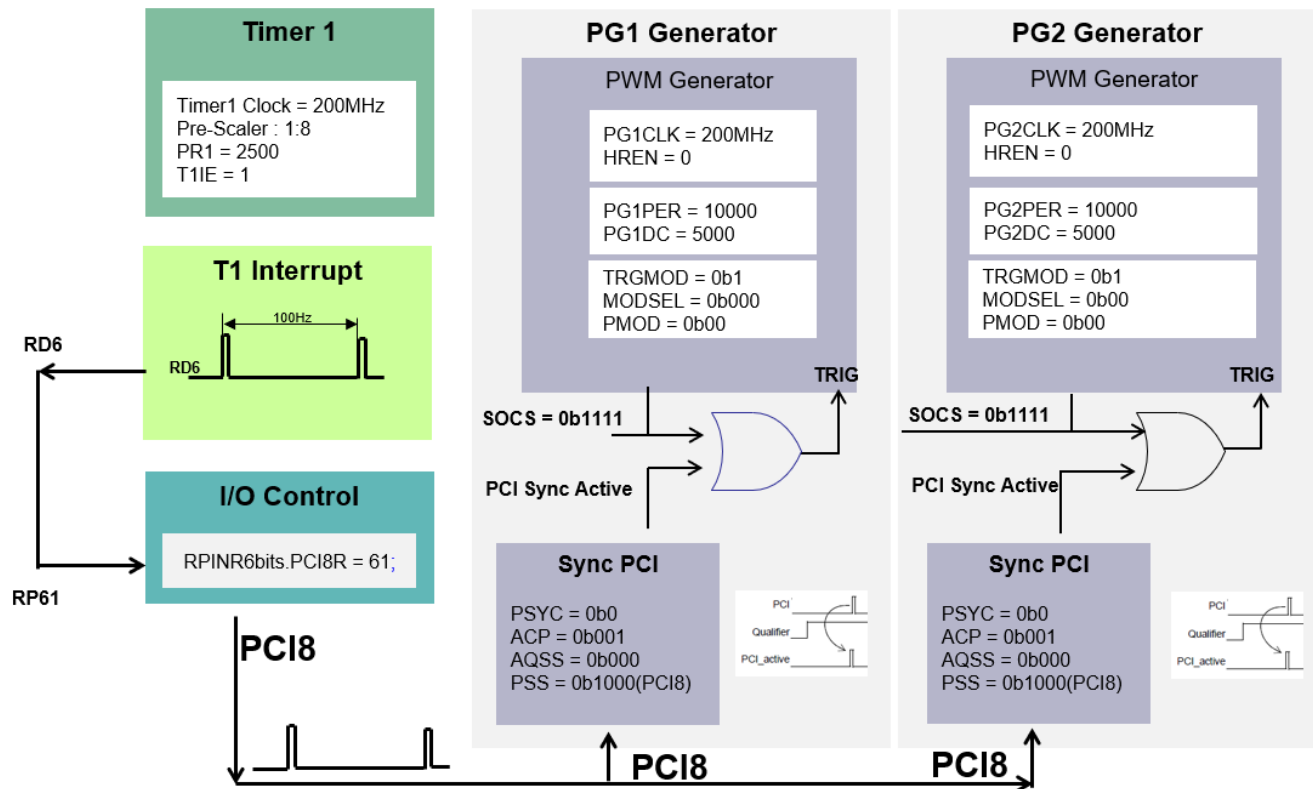 Timer 1
Timer1 Clock = 200MHz
Pre-Scaler : 1:8
PR1 = 2500
T1IE = 1
T1 Interrupt
100Hz
RD6
RD6
I/O Control
RPINR6bits.PCI8R = 61;
RP61
PCI8
PG1 Generator
PWM Generator
PG1CLK = 200MHz
HREN = 0
PG1PER = 10000
PG1DC = 5000
TRGMOD = 0b1
MODSEL = 0b000
PMOD = 0b00
TRIG
SOCS = 0b1111
PCI Sync Active
Sync PCI
PSYC = 0b0
ACP = 0b001
AQSS = 0b000
PSS = 0b1000(PCI8)
PCI
Qualifier
PCI_active
PCI8
PG2 Generator
PWM Generator
PG2CLK = 200MHz
HREN = 0
PG2PER = 10000
PG2DC = 5000
TRGMOD = 0b1
MODSEL = 0b00
PMOD = 0b00
TRIG
SOCS = 0b1111
PCI Sync Active
Sync PCI
PSYC = 0b0
ACP = 0b001
AQSS = 0b000
PSS = 0b1000(PCI8)
PCI
Qualifier
PCI_active
PCI8